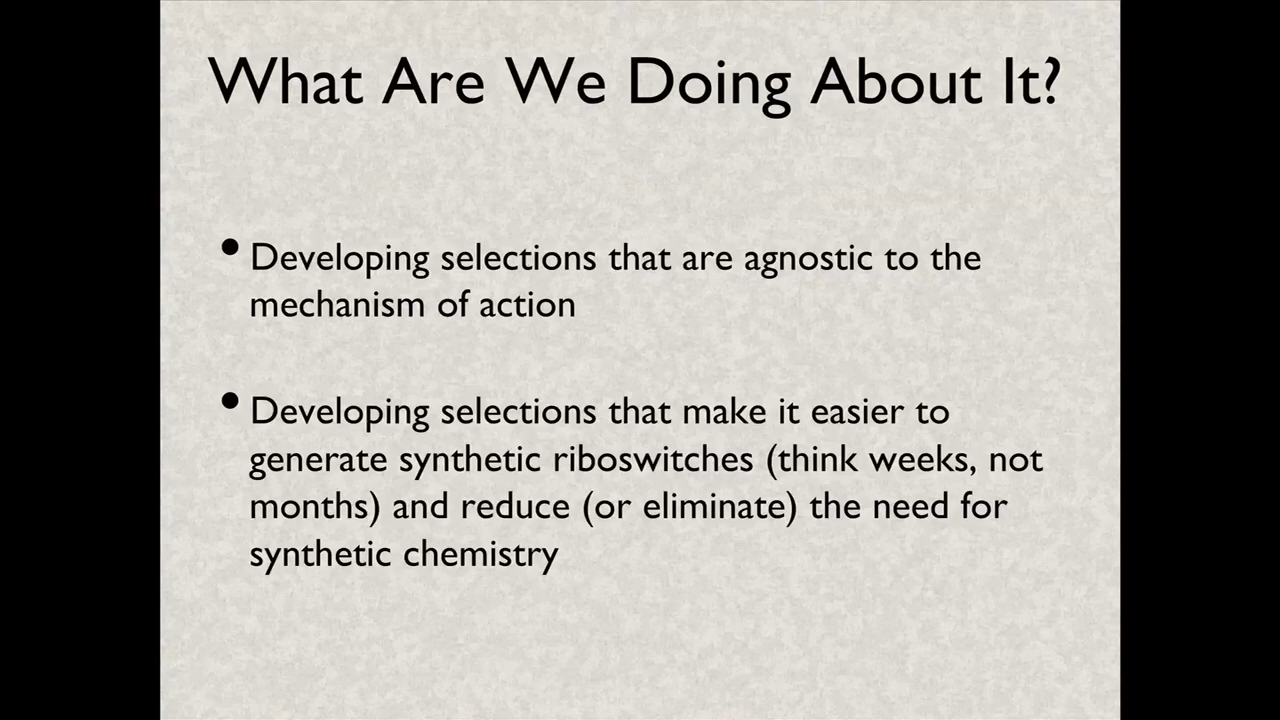 What Are We Doing About It?
• Developing selections that are agnostic to the
mechanism of action
• Developing selections that make it easier to
generate synthetic riboswitches (think weeks, not
months) and reduce (or eliminate) the need for
synthetic chemistry